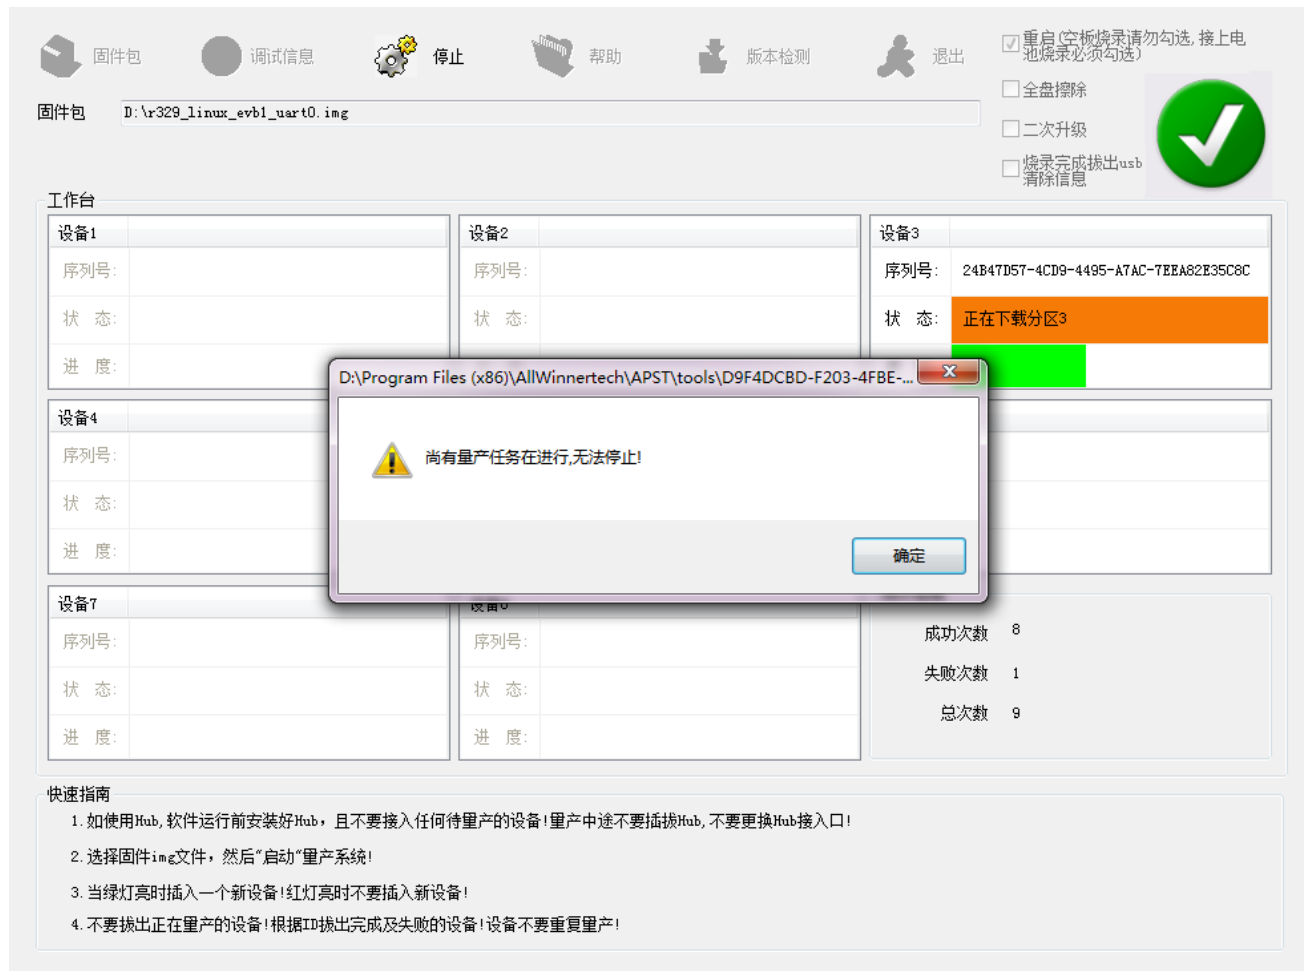 固件包 调试信息 停止 帮助 版本检测 退出
重启(空板烧录请勿勾选,接上电
池烧录必须勾选)
全盘擦除
固件包 D:\r329_linux_evb1_uart0.img
二次升级
烧录完成拔出usb
清除信息
工作台
设备1 设备2 设备3
序列号: 序列号: 序列号: 24B47D57-4CD9-4495-A7AC-7EEA82E35C8C
状 态: 状 态: 状 态: 正在下载分区3
进 度:
D:\Program Files (x86)\AllWinnertech\APST\tools\D9F4DCBD-F203-4FBE-...
设备4
序列号:
尚有量产任务在进行,无法停止!
状 态:
进 度:
确定
设备7
序列号: 序列号:
状 态: 状 态:
进 度: 进 度:
成功次数 8
失败次数 1
总次数 9
快速指南
1.如使用Hub,软件运行前安装好Hub，且不要接入任何待量产的设备!量产中途不要插拔Hub,不要更换Hub接入口!
2.选择固件img文件，然后“启动“量产系统!
3.当绿灯亮时插入一个新设备!红灯亮时不要插入新设备!
4.不要拔出正在量产的设备!根据ID拔出完成及失败的设备!设备不要重复量产!